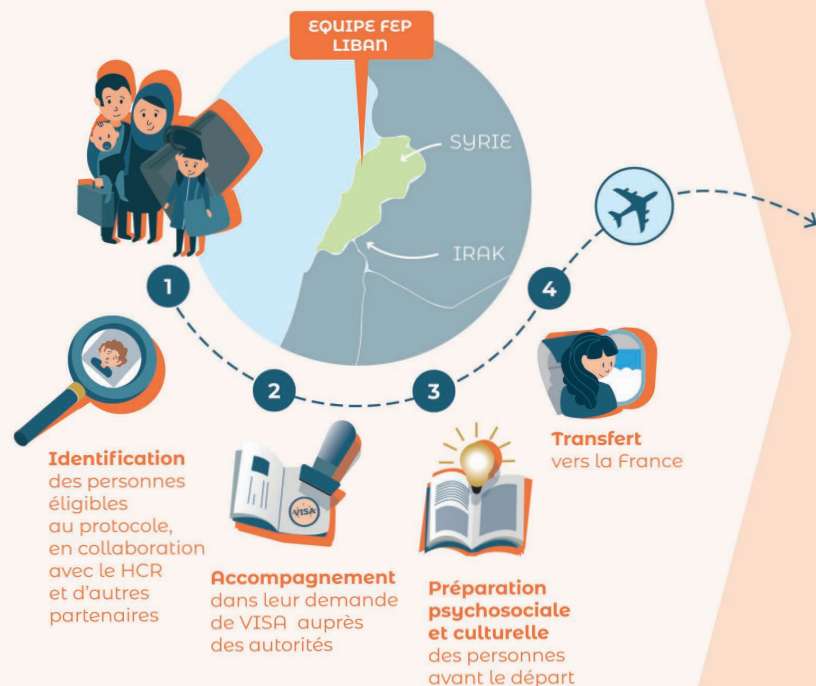 EQUIPE FEP
LIBAN
SYRIE
IRAK
1
2
3
4
Identification
des personnes
éligibles
au protocole,
en collaboration
avec le HCR
et d'autres
partenaires
VISA
Accompagnement
dans leur demande
de VISA auprès
des autorités
Préparation
psychosociale
et culturelle
des personnes
avant le départ
Transfert
vers la France